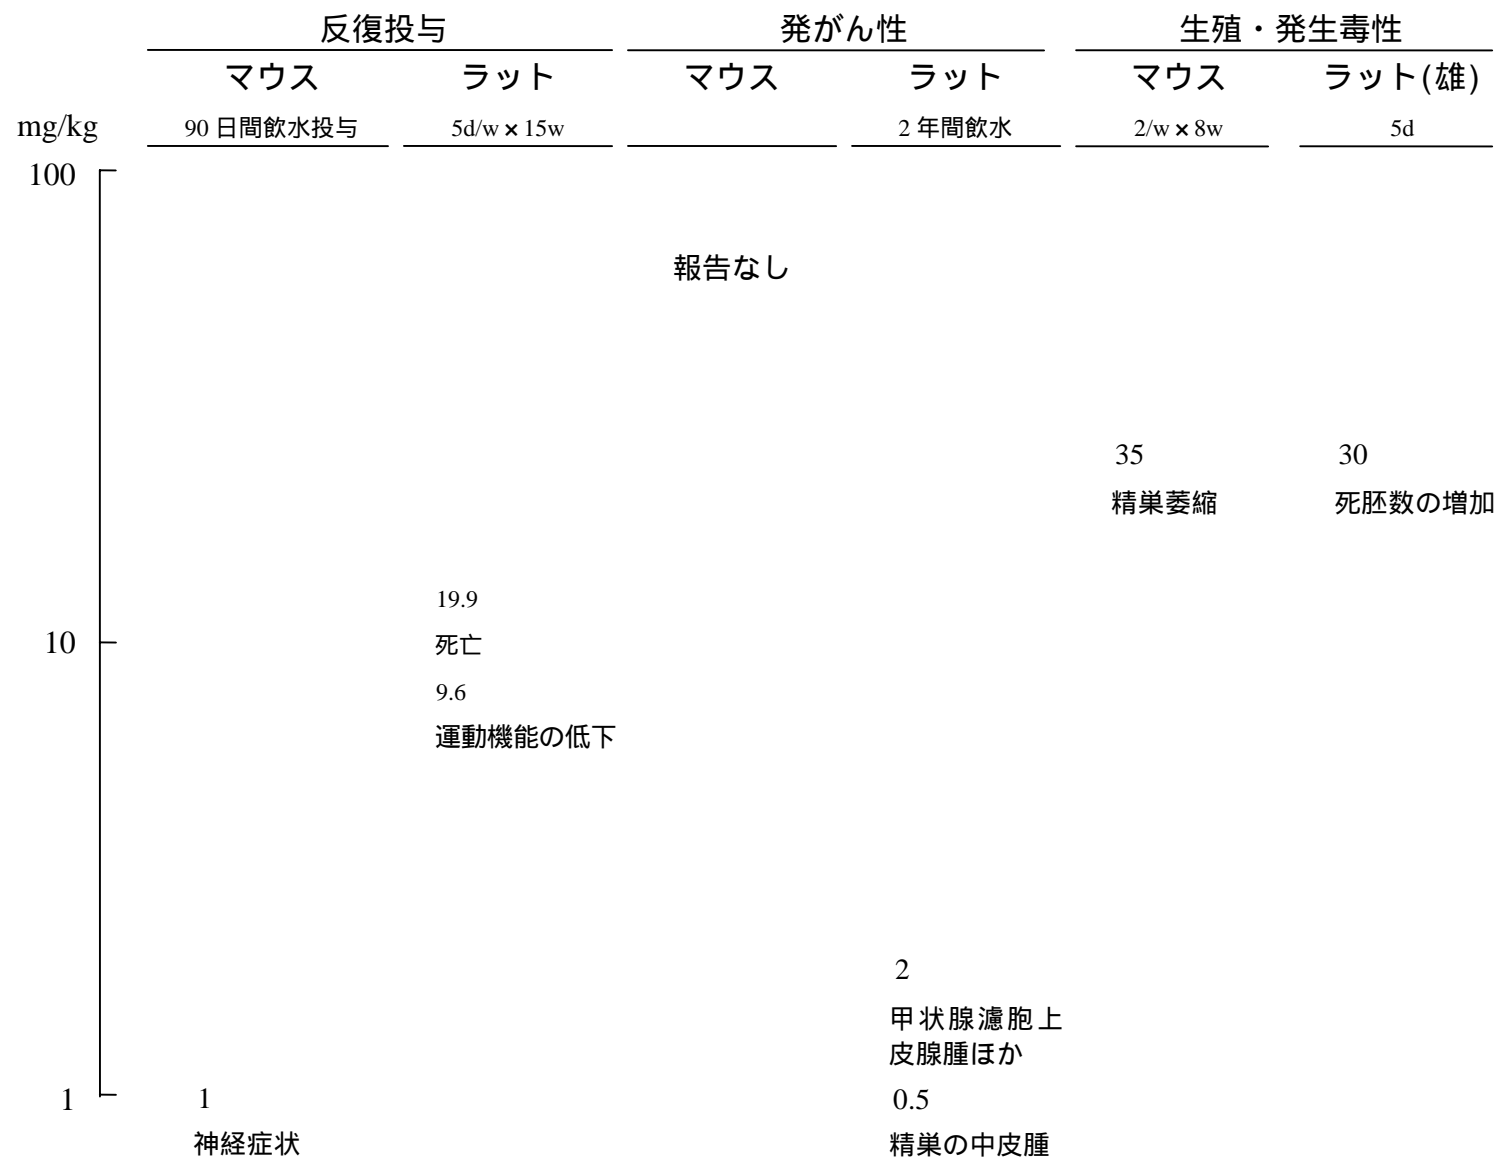 反復投与 発がん性 生殖・発生毒性
マウス ラット マウス ラット マウス ラット(雄)
mg/kg 90 日間飲水投与 5d/w × 15w 2 年間飲水 2/w × 8w 5d
100
報告なし
35 30
精巣萎縮 死胚数の増加
19.9
10 死亡
9.6
運動機能の低下
2
甲状腺濾胞上
皮腺腫ほか
1 1 0.5
神経症状 精巣の中皮腫